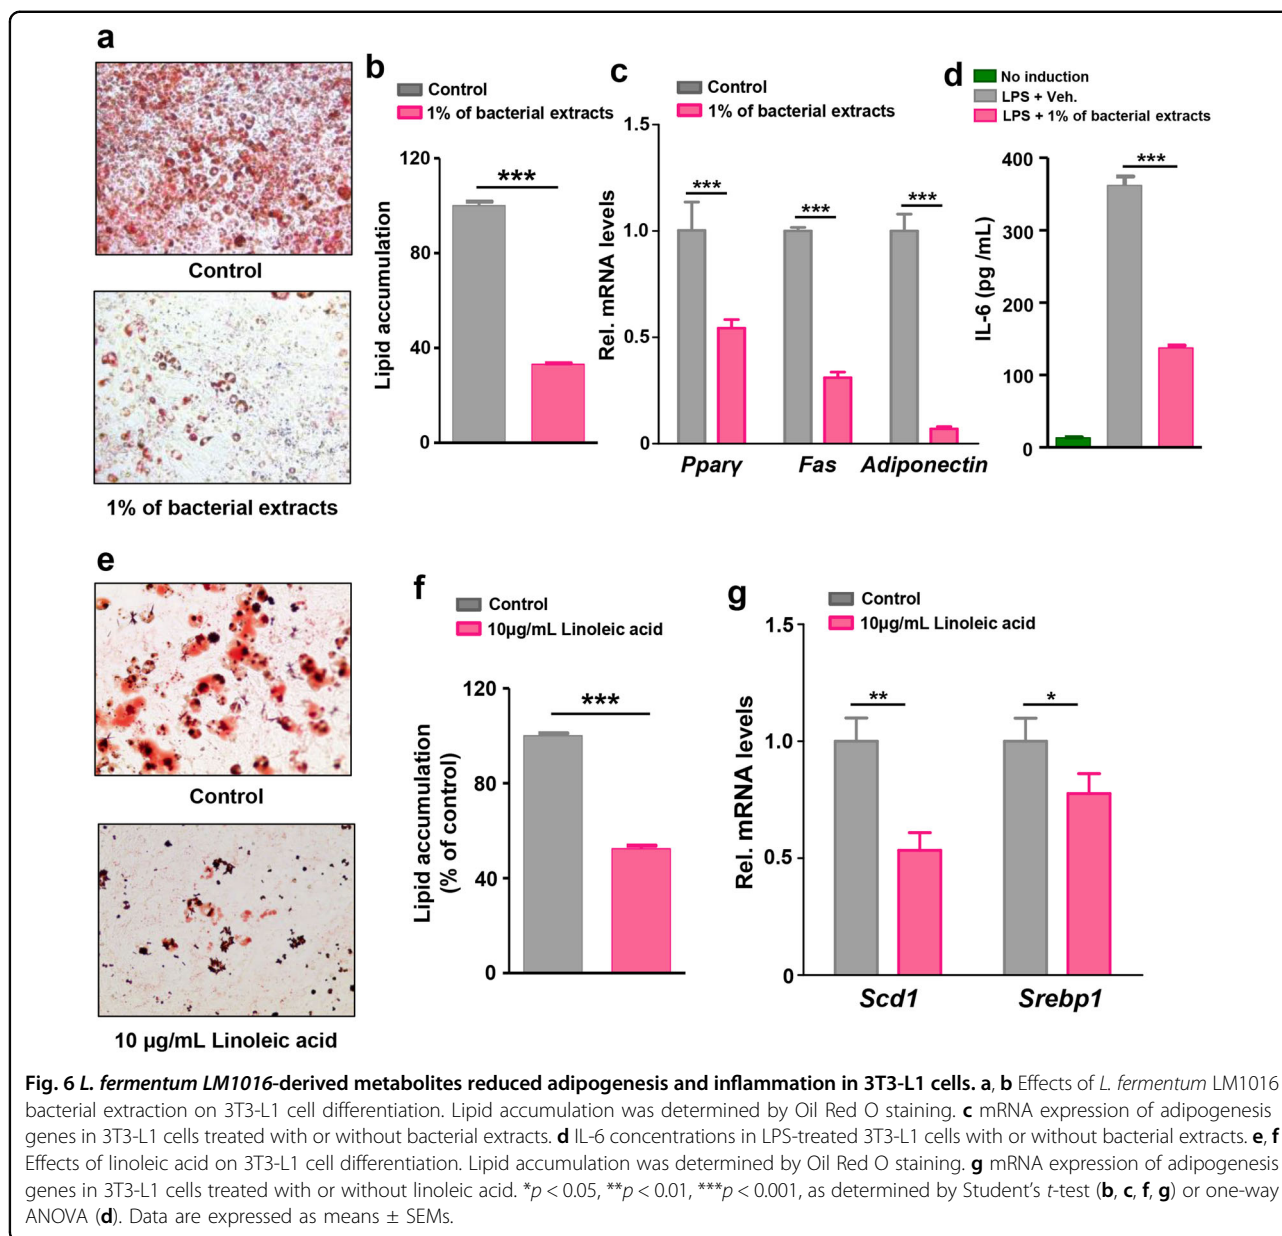 a
Control
1% of bacterial extracts
b
Control
1% of bacterial extracts
Lipid accumulation
120
80
40
0
***
c
Control
1% of bacterial extracts
Rel. mRNA levels
1.5
1.0
0.5
0
***
***
***
Pparγ Fas Adiponectin
d
No induction
LPS + Veh.
LPS + 1% of bacterial extracts
IL-6 (pg /mL)
400
300
200
100
0
***
e
Control
10 µg/mL Linoleic acid
f
Control
10µg/mL Linoleic acid
Lipid accumulation
(% of control)
120
80
40
0
***
g
Control
10µg/mL Linoleic acid
Rel. mRNA levels
1.5
1.0
0.5
0
**
*
Scd1 Srebp1
Fig. 6 L. fermentum LM1016-derived metabolites reduced adipogenesis and inflammation in 3T3-L1 cells. a, b Effects of L. fermentum LM1016
bacterial extraction on 3T3-L1 cell differentiation. Lipid accumulation was determined by Oil Red O staining. c mRNA expression of adipogenesis
genes in 3T3-L1 cells treated with or without bacterial extracts. d IL-6 concentrations in LPS-treated 3T3-L1 cells with or without bacterial extracts. e, f
Effects of linoleic acid on 3T3-L1 cell differentiation. Lipid accumulation was determined by Oil Red O staining. g mRNA expression of adipogenesis
genes in 3T3-L1 cells treated with or without linoleic acid. *p < 0.05, **p < 0.01, ***p < 0.001, as determined by Student's t-test (b, c, f, g) or one-way
ANOVA (d). Data are expressed as means ± SEMs.